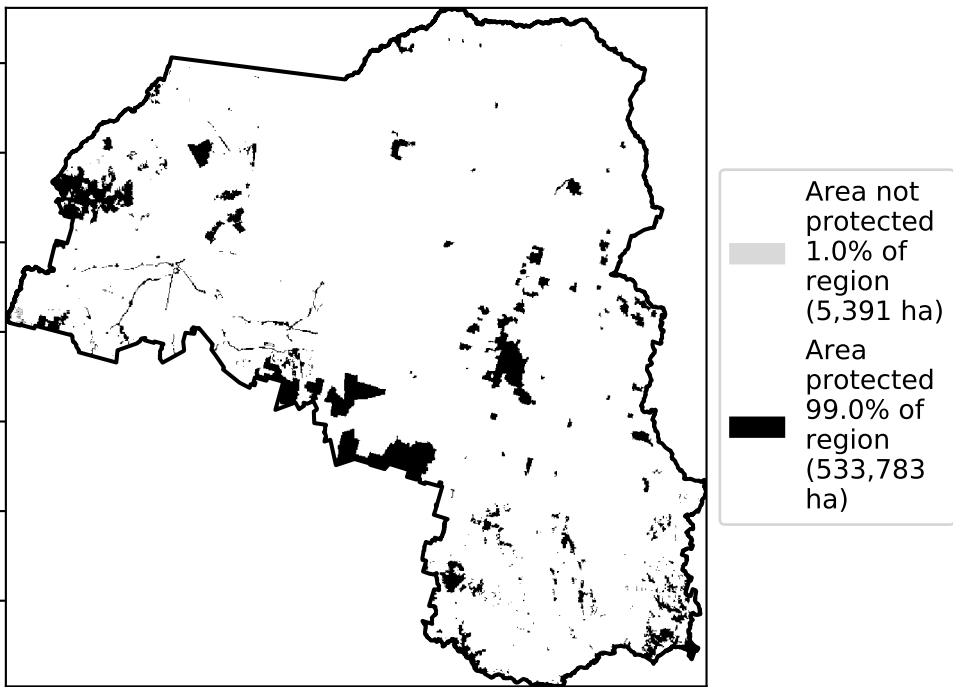 Area not
protected
1.0% of
region
(5,391 ha)
Area
protected
99.0% of
region
(533,783
ha)